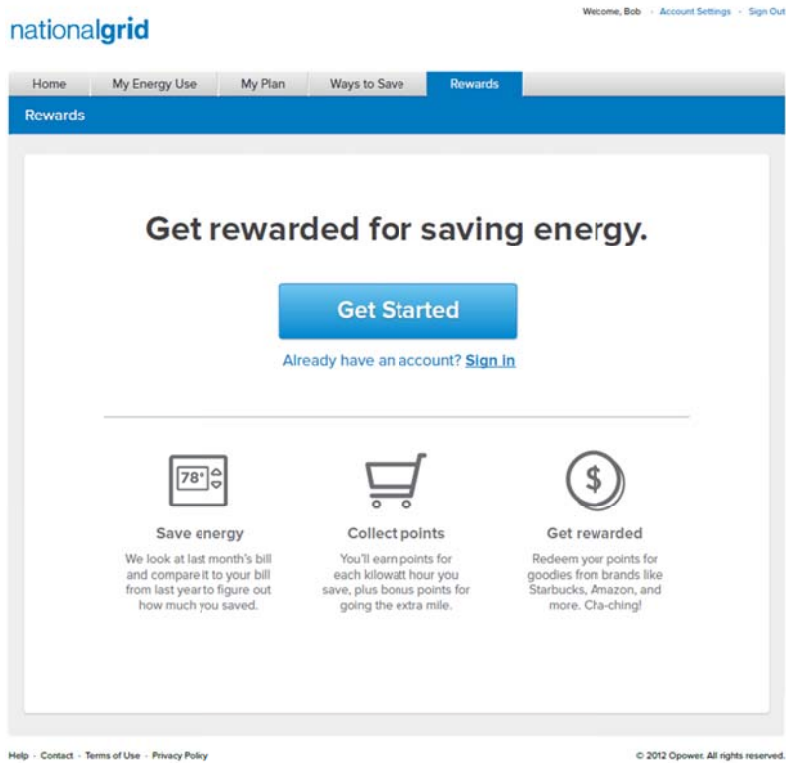 Welcome, Bob · Account Settings · Sign Out
nationalgrid
Home My Energy Use My Plan Ways to Save Rewards
Rewards
Get rewarded for saving energy.
Get Started
Already have an account? Sign in
78°
$
Save energy
We look at last month's bill
and compare it to your bill
from last year to figure out
how much you saved.
Collect points
You'll earn points for
each kilowatt hour you
save, plus bonus points for
going the extra mile.
Get rewarded
Redeem your points for
goodies from brands like
Starbucks, Amazon, and
more. Cha-ching!
Help · Contact · Terms of Use · Privacy Policy
© 2012 Opower. All rights reserved.